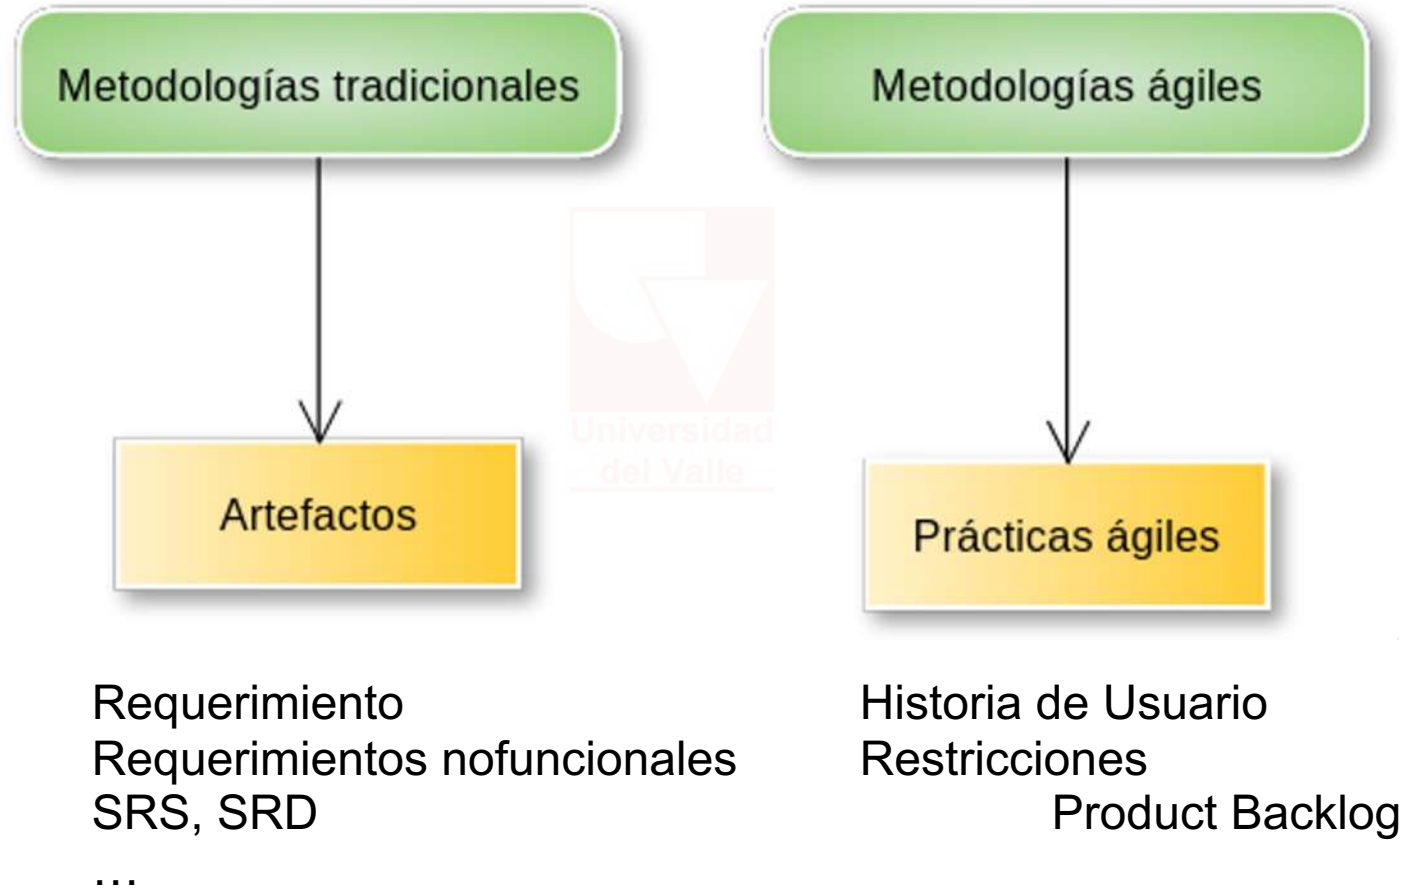 Metodologías tradicionales
Metodologías ágiles
Universidad
del Valle
Artefactos
Prácticas ágiles
Requerimiento
Requerimientos nofuncionales
SRS, SRD
...
Historia de Usuario
Restricciones
Product Backlog